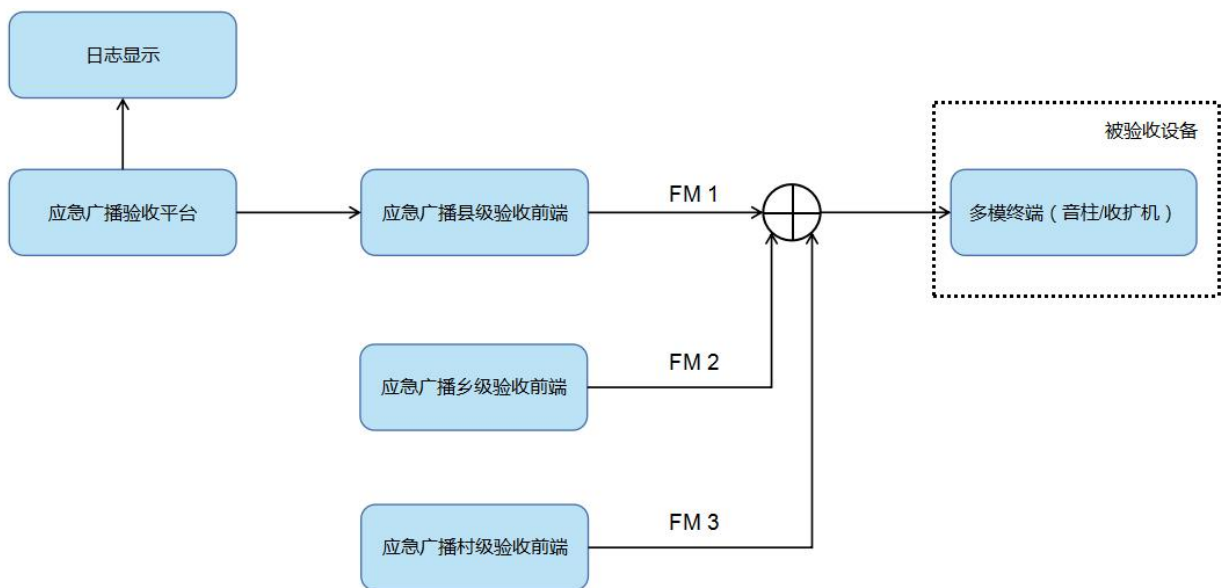 日志显示
被验收设备
应急广播验收平台
应急广播县级验收前端
FM 1
多模终端（音柱/收扩机）
应急广播乡级验收前端
FM 2
应急广播村级验收前端
FM 3